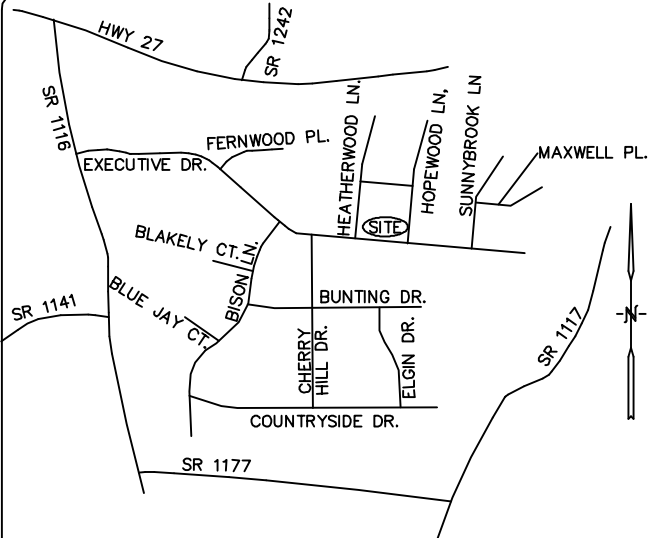 HWY 27
SR 1242
SR 1116
FERNWOOD PL.
EXECUTIVE DR.
HEATHERWOOD LN.
HOPEWOOD LN,
SUNNYBROOK LN
MAXWELL PL.
SITE
BLAKELY CT.
BISON LN.
BLUE JAY CT.
SR 1141
BUNTING DR.
CHERRY
HILL DR.
ELGIN DR.
SR 1117
-N-
COUNTRYSIDE DR.
SR 1177